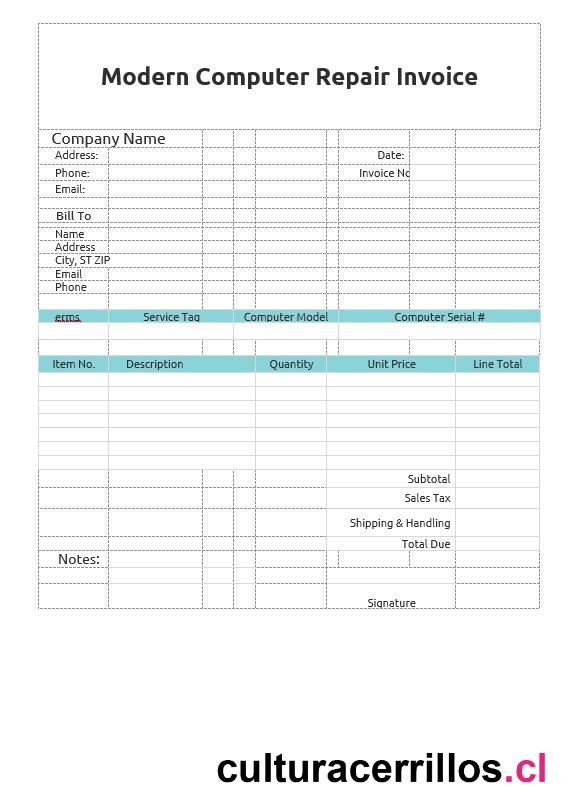 Modern Computer Repair Invoice
Company Name
Address: Date:
Phone: Invoice No
Email:
Bill To
Name
Address
City, ST ZIP
Email
Phone
erms Service Tag Computer Model Computer Serial #
Item No. Description Quantity Unit Price Line Total
Subtotal
Sales Tax
Shipping & Handling
Total Due
Notes:
Signature
culturacerrillos.cl